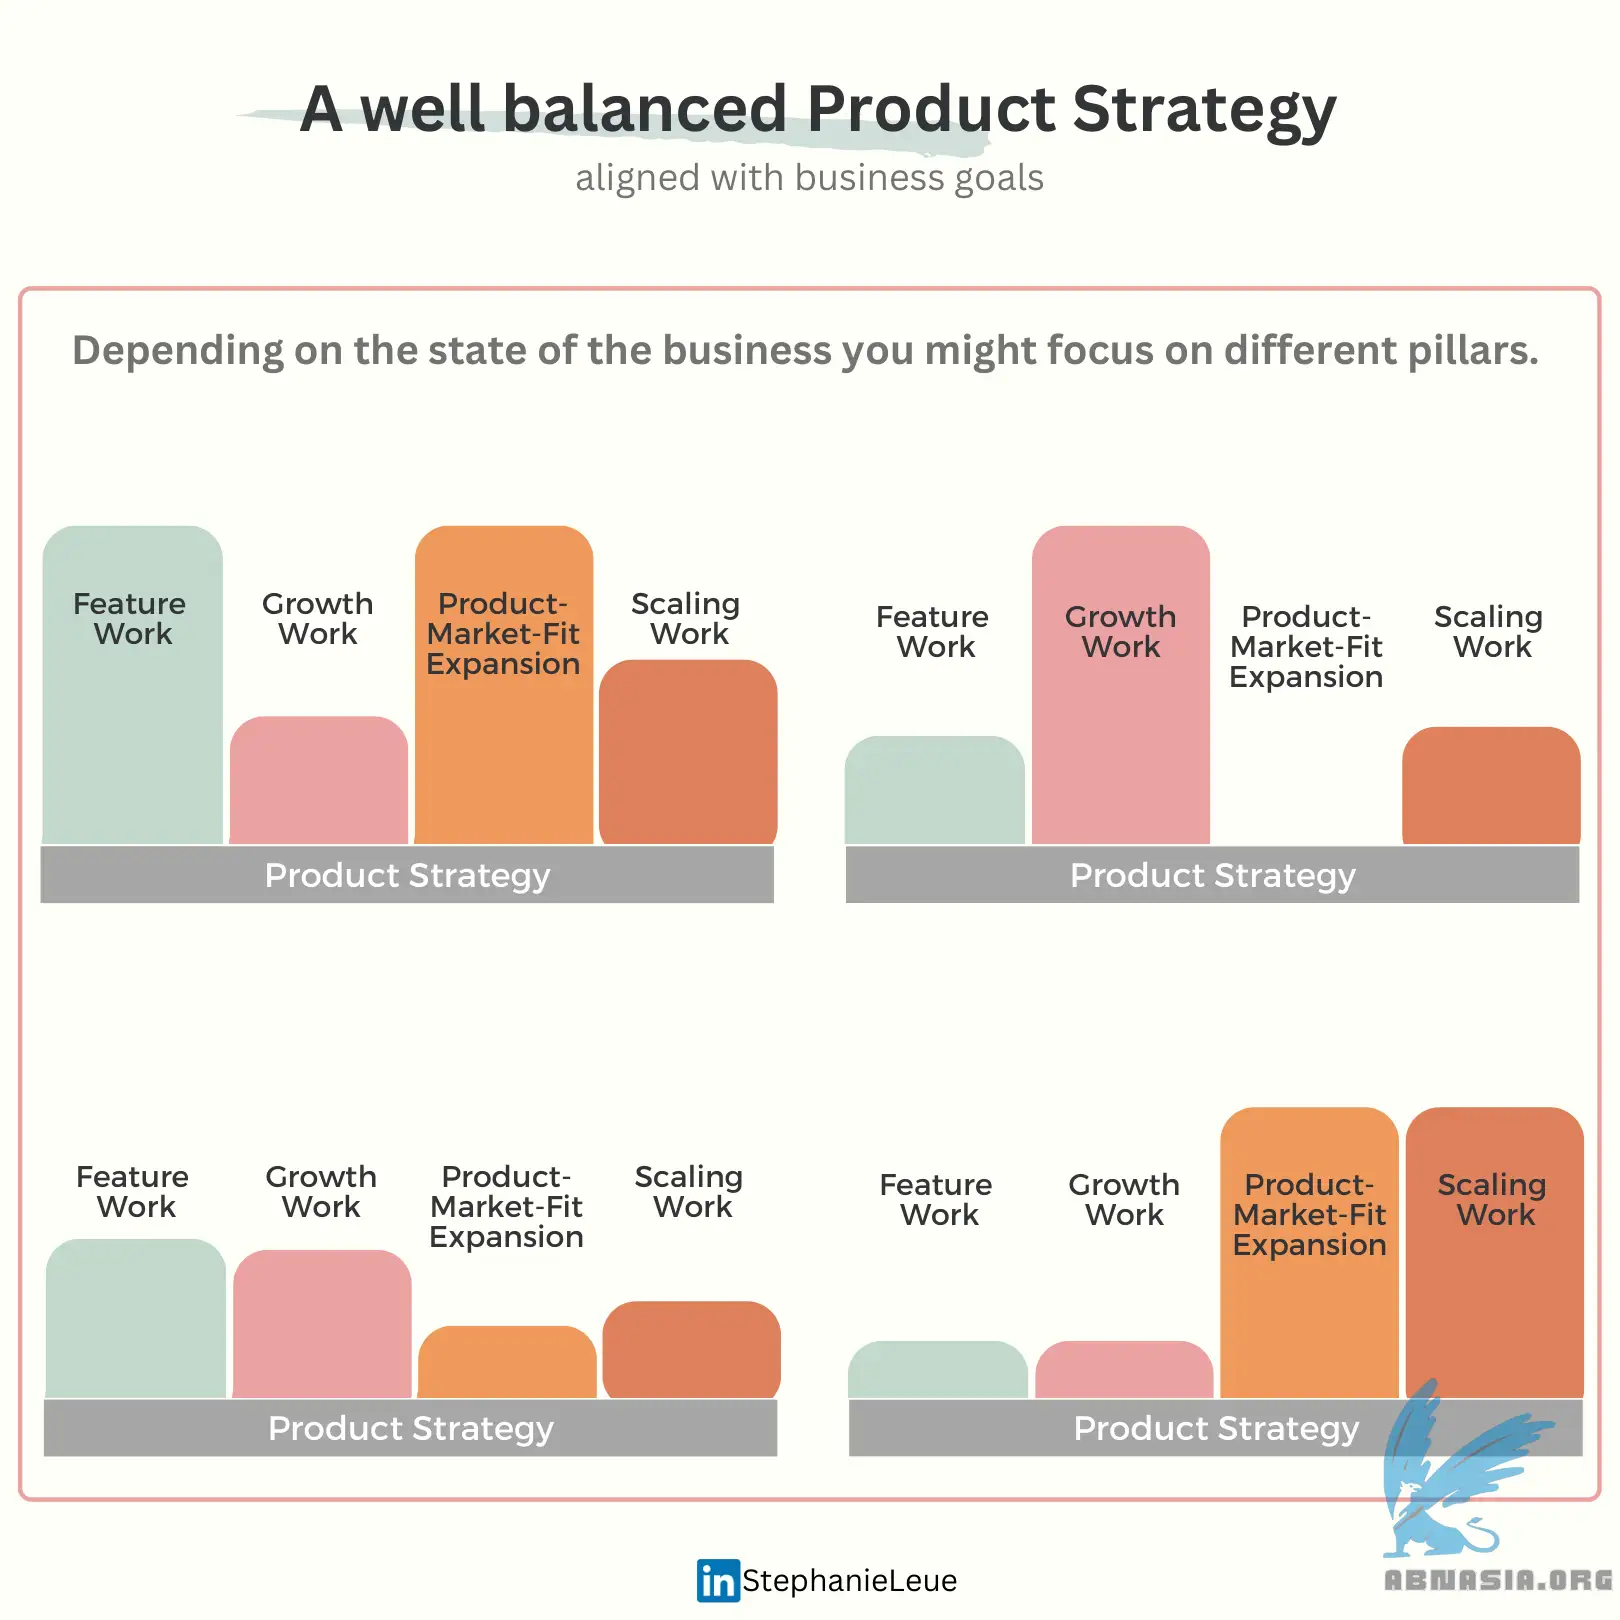 A well balanced Product Strategy
aligned with business goals
Depending on the state of the business you might focus on different pillars.
Feature
Work
Growth
Work
Product-
Market-Fit
Expansion
Scaling
Work
Product Strategy
Feature
Work
Growth
Work
Product-
Market-Fit
Expansion
Scaling
Work
Product Strategy
Feature
Work
Growth
Work
Product-
Market-Fit
Expansion
Scaling
Work
Product Strategy
Feature
Work
Growth
Work
Product-
Market-Fit
Expansion
Scaling
Work
Product Strategy
in StephanieLeue
ABNASIA.ORG